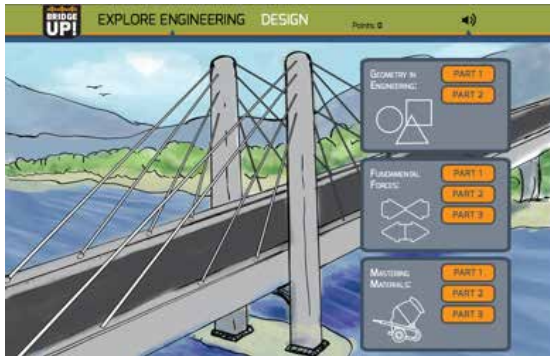 BRIDGE
UP!
EXPLORE ENGINEERING DESIGN
Points: 0
GEOMETRY IN
ENGINEERING:
PART 1
PART 2
FUNDAMENTAL
FORCES:
PART 1
PART 2
PART 3
MASTERING
MATERIALS:
PART 1
PART 2
PART 3